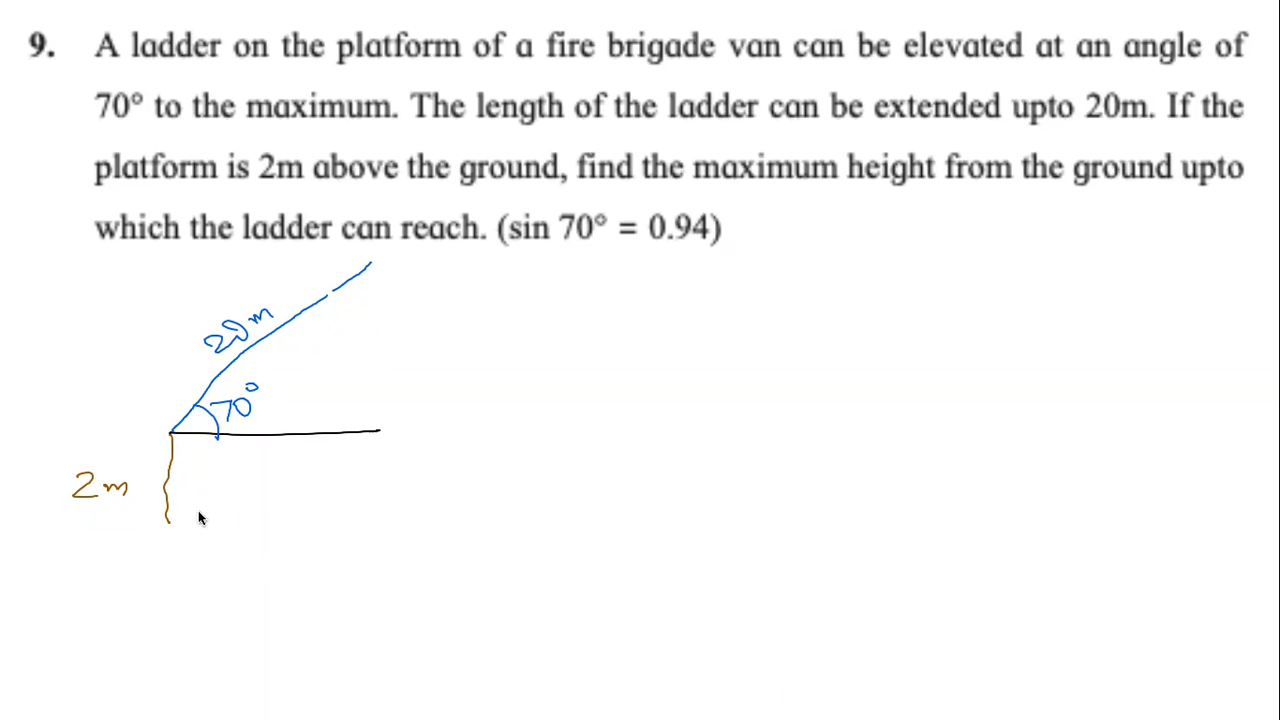 9. A ladder on the platform of a fire brigade van can be elevated at an angle of
70° to the maximum. The length of the ladder can be extended upto 20m. If the
platform is 2m above the ground, find the maximum height from the ground upto
which the ladder can reach. (sin 70° = 0.94)
20m
70°
2m